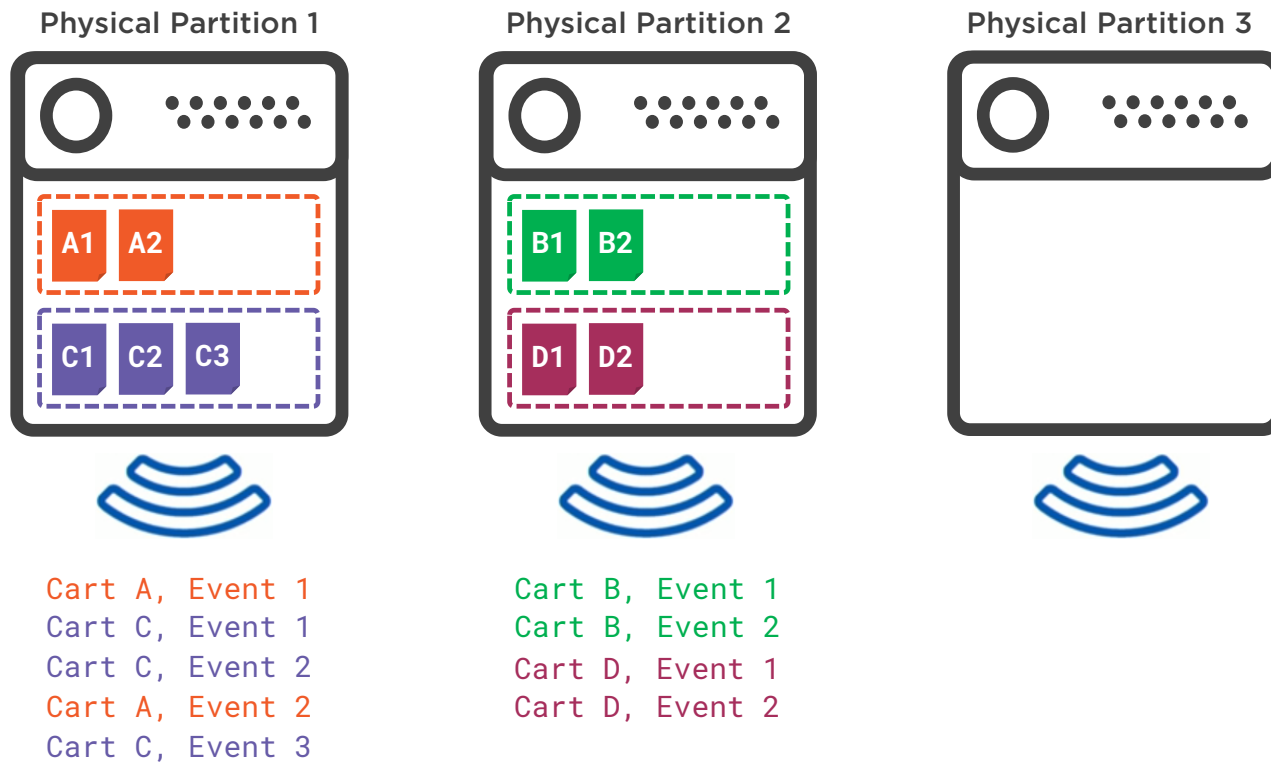 Physical Partition 1
Physical Partition 2
Physical Partition 3
A1 A2
B1 B2
C1 C2 C3
D1 D2
Cart A, Event 1
Cart C, Event 1
Cart C, Event 2
Cart A, Event 2
Cart C, Event 3
Cart B, Event 1
Cart B, Event 2
Cart D, Event 1
Cart D, Event 2